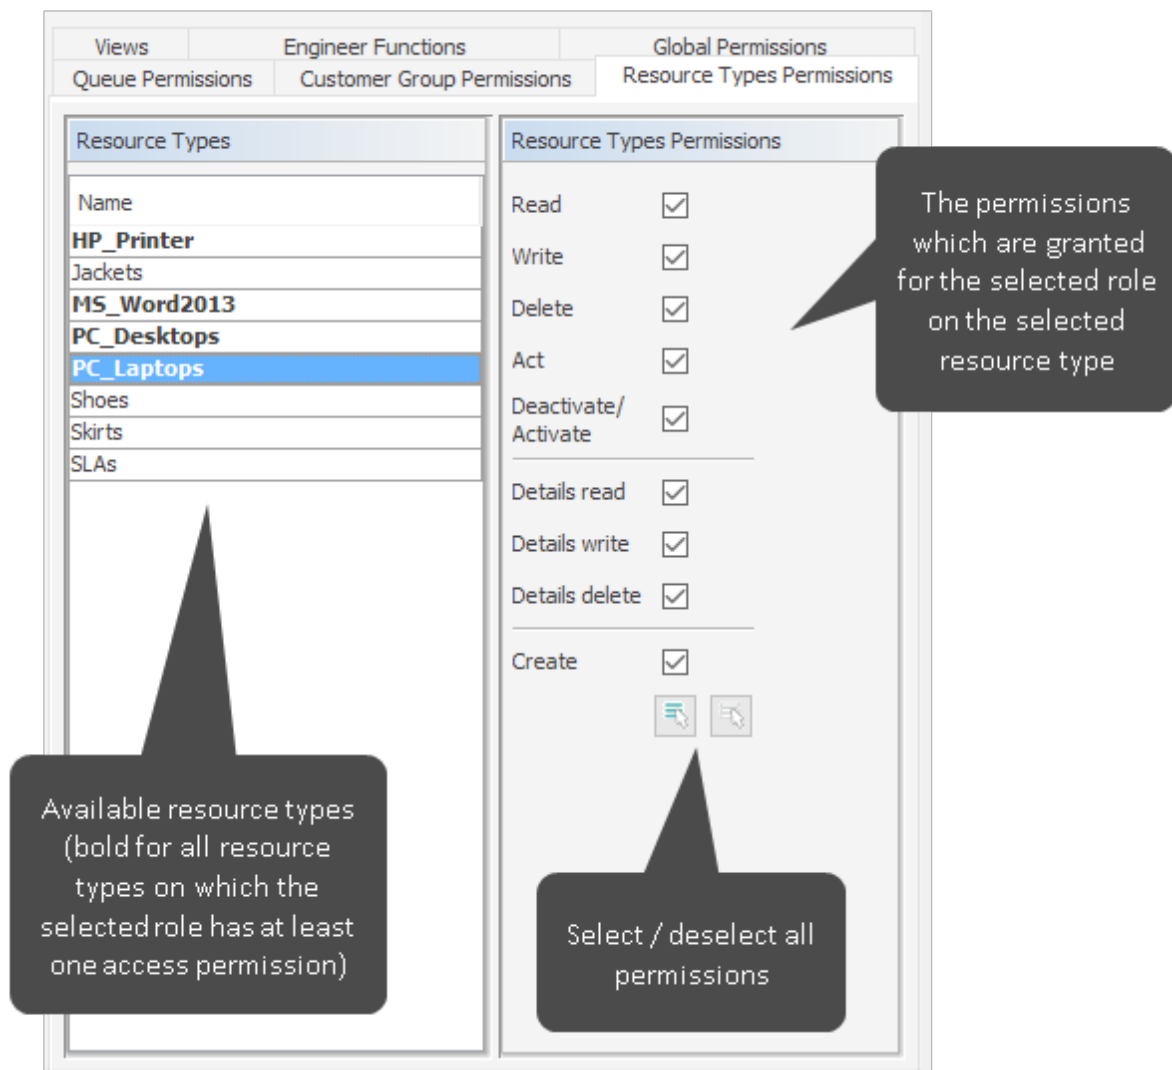 Views Engineer Functions Global Permissions
Queue Permissions Customer Group Permissions Resource Types Permissions
Resource Types
Name
HP_Printer
Jackets
MS_Word2013
PC_Desktops
PC_Laptops
Shoes
Skirts
SLAs
Resource Types Permissions
Read
Write
Delete
Act
Deactivate/
Activate
Details read
Details write
Details delete
Create
The permissions
which are granted
for the selected role
on the selected
resource type
Available resource types
(bold for all resource
types on which the
selected role has at least
one access permission)
Select / deselect all
permissions